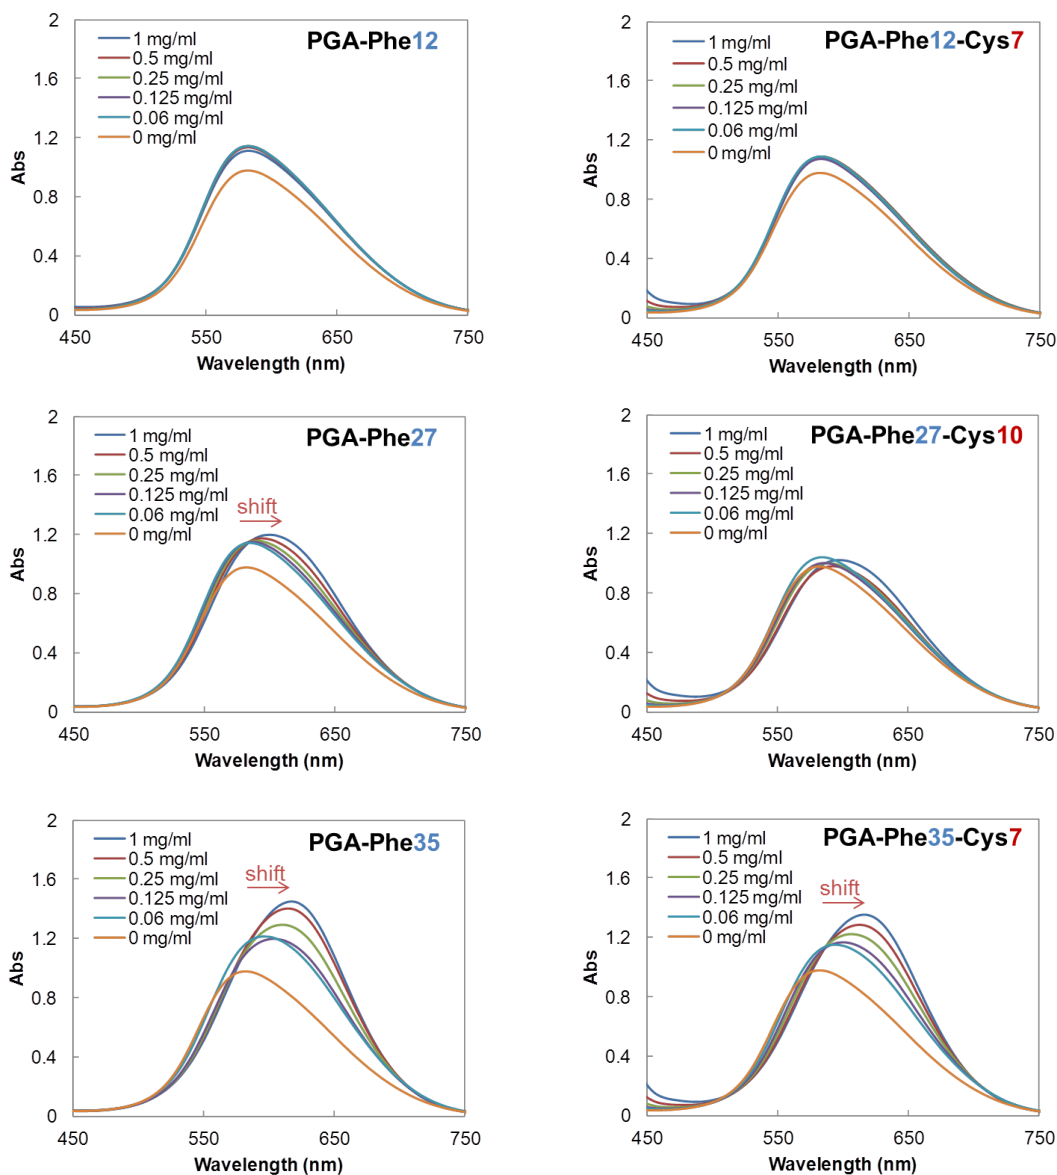 PGA-Phe12
1 mg/ml
0.5 mg/ml
0.25 mg/ml
0.125 mg/ml
0.06 mg/ml
0 mg/ml
2
1.6
1.2
0.8
0.4
0
Abs
450
550
650
750
Wavelength (nm)
PGA-Phe12-Cys7
1 mg/ml
0.5 mg/ml
0.25 mg/ml
0.125 mg/ml
0.06 mg/ml
0 mg/ml
2
1.6
1.2
0.8
0.4
0
Abs
450
550
650
750
Wavelength (nm)
PGA-Phe27
1 mg/ml
0.5 mg/ml
0.25 mg/ml
0.125 mg/ml
0.06 mg/ml
0 mg/ml
shift
2
1.6
1.2
0.8
0.4
0
Abs
450
550
650
750
Wavelength (nm)
PGA-Phe27-Cys10
1 mg/ml
0.5 mg/ml
0.25 mg/ml
0.125 mg/ml
0.06 mg/ml
0 mg/ml
2
1.6
1.2
0.8
0.4
0
Abs
450
550
650
750
Wavelength (nm)
PGA-Phe35
1 mg/ml
0.5 mg/ml
0.25 mg/ml
0.125 mg/ml
0.06 mg/ml
0 mg/ml
shift
2
1.6
1.2
0.8
0.4
0
Abs
450
550
650
750
Wavelength (nm)
PGA-Phe35-Cys7
1 mg/ml
0.5 mg/ml
0.25 mg/ml
0.125 mg/ml
0.06 mg/ml
0 mg/ml
shift
2
1.6
1.2
0.8
0.4
0
Abs
450
550
650
750
Wavelength (nm)